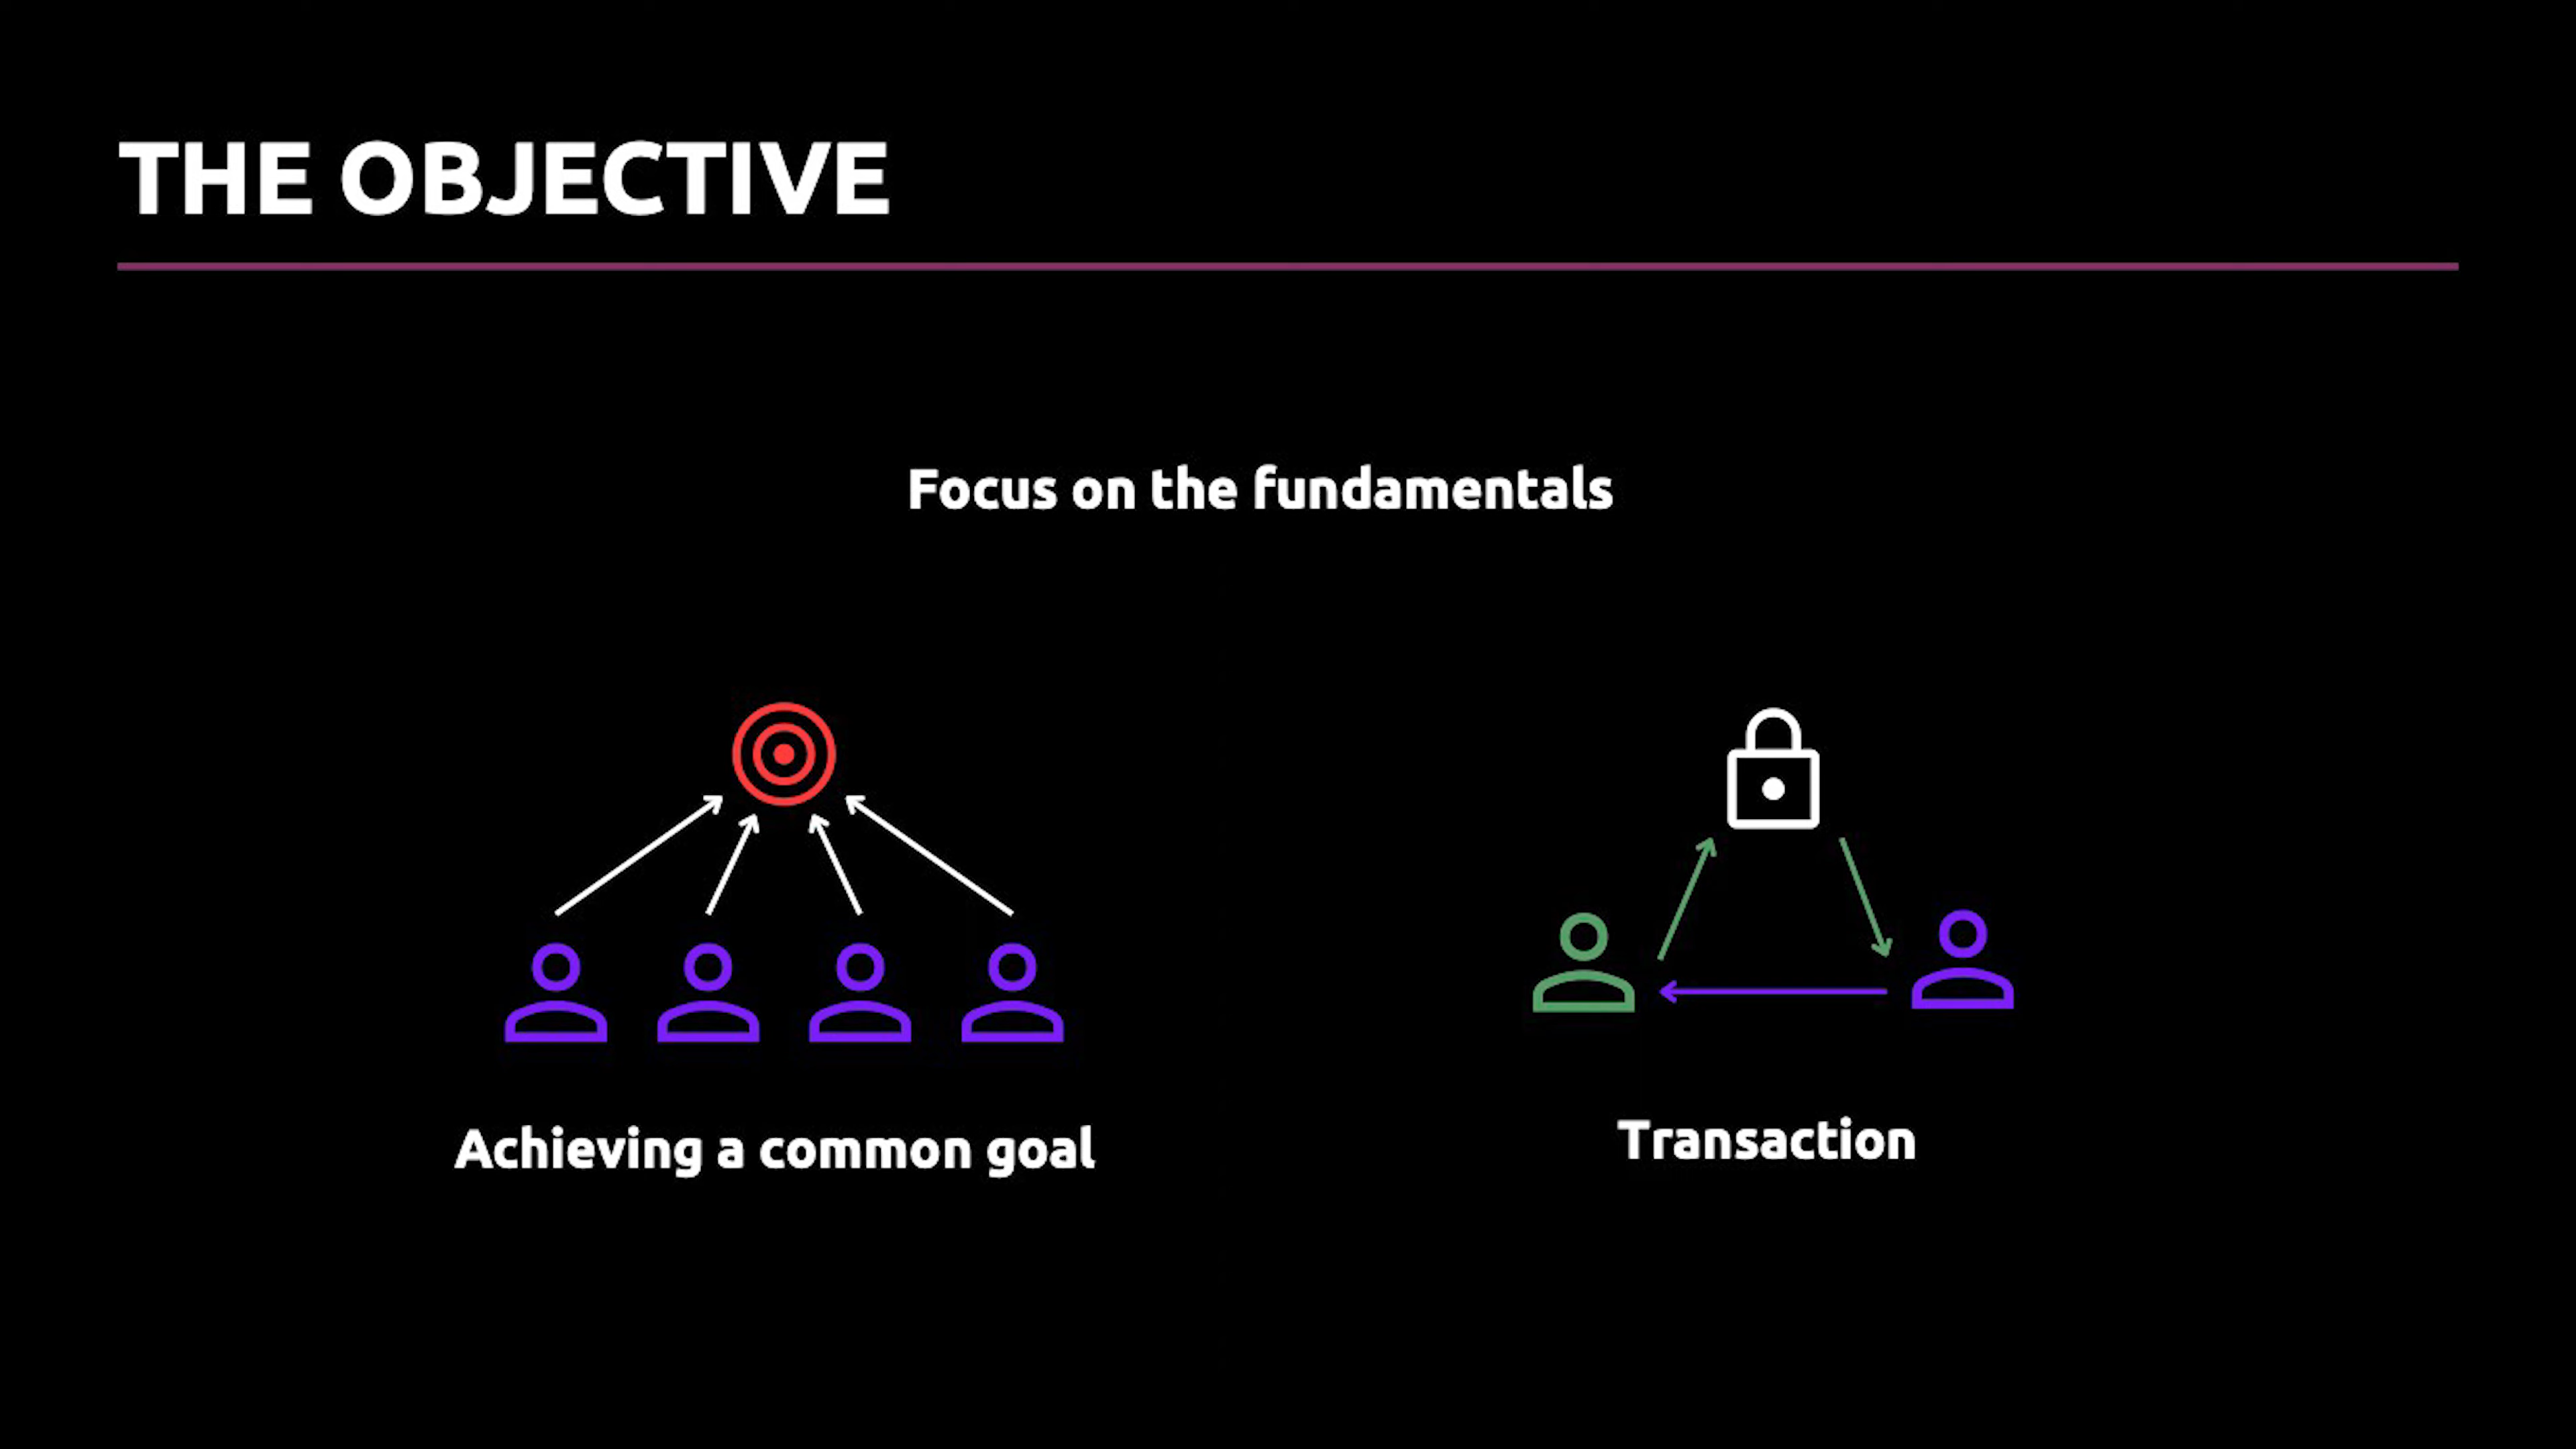 THE OBJECTIVE
Focus on the fundamentals
Achieving a common goal
Transaction